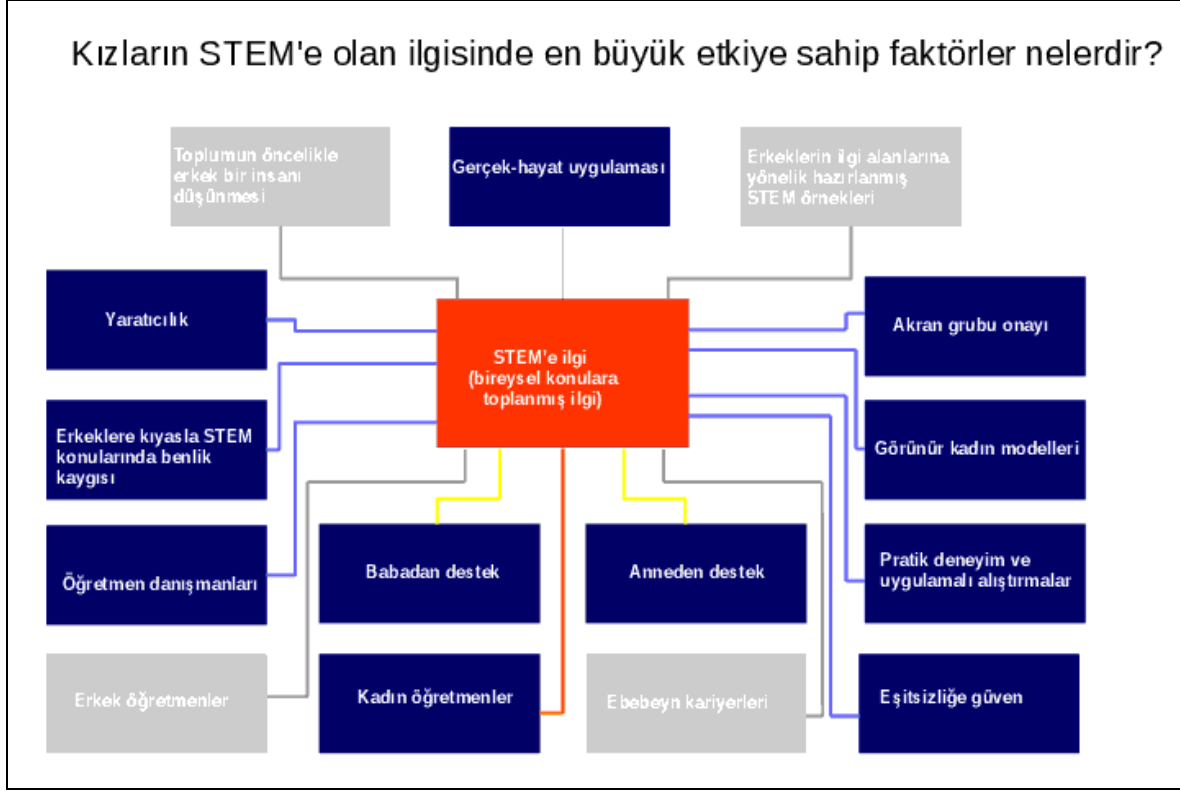 Kızların STEM'e olan ilgisinde en büyük etkiye sahip faktörler nelerdir?
Toplumun öncelikle
erkek bir insanı
düşünmesi
Gerçek-hayat uygulaması
Erkeklerin ilgi alanlarına
yönelik hazırlanmış
STEM örnekleri
Yaratıcılık
STEM'e ilgi
(bireysel konulara
toplanmış ilgi)
Akran grubu onayı
Erkeklere kıyasla STEM
konularında benlik
kaygısı
Görünür kadın modelleri
Öğretmen danışmanları
Babadan destek
Anneden destek
Pratik deneyim ve
uygulamalı alıştırmalar
Erkek öğretmenler
Kadın öğretmenler
Ebebeyn kariyerleri
Eşitsizliğe güven